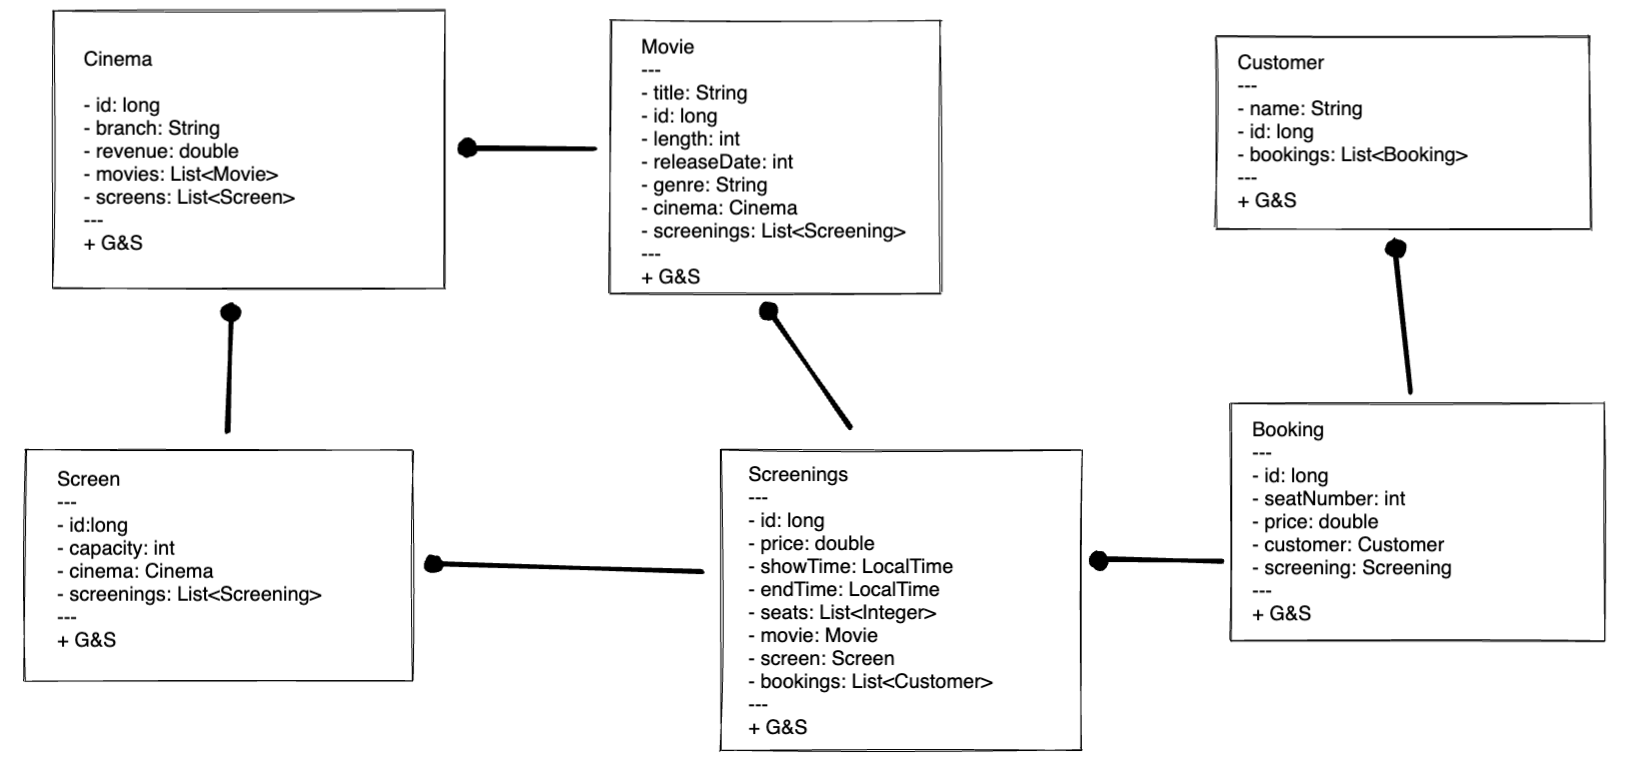 Cinema
- id: long
- branch: String
- revenue: double
- movies: List<Movie>
- screens: List<Screen>
---
+ G&S
Movie
---
- title: String
- id: long
- length: int
- releaseDate: int
- genre: String
- cinema: Cinema
- screenings: List<Screening>
---
+ G&S
Customer
---
- name: String
- id: long
- bookings: List<Booking>
---
+ G&S
Screen
---
- id:long
- capacity: int
- cinema: Cinema
- screenings: List<Screening>
---
+ G&S
Screenings
---
- id: long
- price: double
- showTime: LocalTime
- endTime: LocalTime
- seats: List<Integer>
- movie: Movie
- screen: Screen
- bookings: List<Customer>
---
+ G&S
Booking
---
- id: long
- seatNumber: int
- price: double
- customer: Customer
- screening: Screening
---
+ G&S